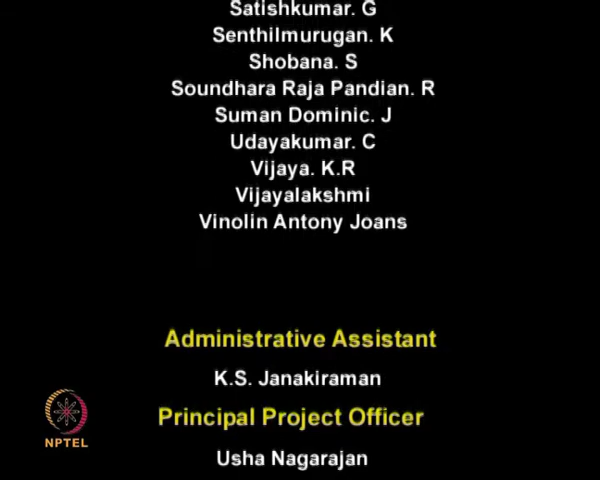 Satishkumar. G
Senthilmurugan. K
Shobana. S
Soundhara Raja Pandian. R
Suman Dominic. J
Udayakumar. C
Vijaya. K.R
Vijayalakshmi
Vinolin Antony Joans
Administrative Assistant
K.S. Janakiraman
Principal Project Officer
Usha Nagarajan
NPTEL